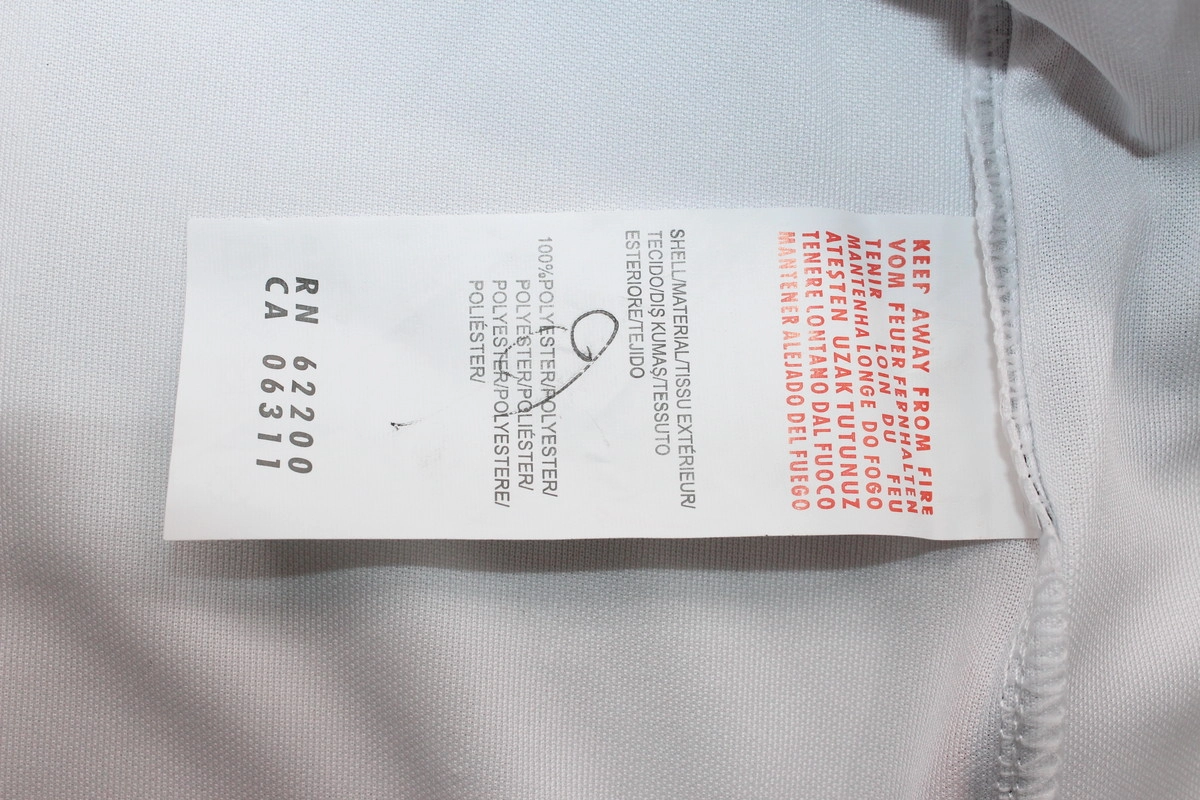 KEEP AWAY FROM FIRE
VOM FEUER FERNHALTEN
TENIR LOIN DU FEU
MANTENHA LONGE DO FOGO
ATEŞTEN UZAK TUTUNUZ
TENERE LONTANO DAL FUOCO
MANTENER ALEJADO DEL FUEGO
SHELL/MATERIAL/TISSU EXTÉRIEUR/
TECIDO/DIŞ KUMAŞ/TESSUTO
ESTERIORE/TEJIDO
100%POLYESTER/POLYESTER/
POLYESTER/POLIÉSTER/
POLYESTER/POLYESTERE/
POLIÉSTER/
RN 62200
CA 06311